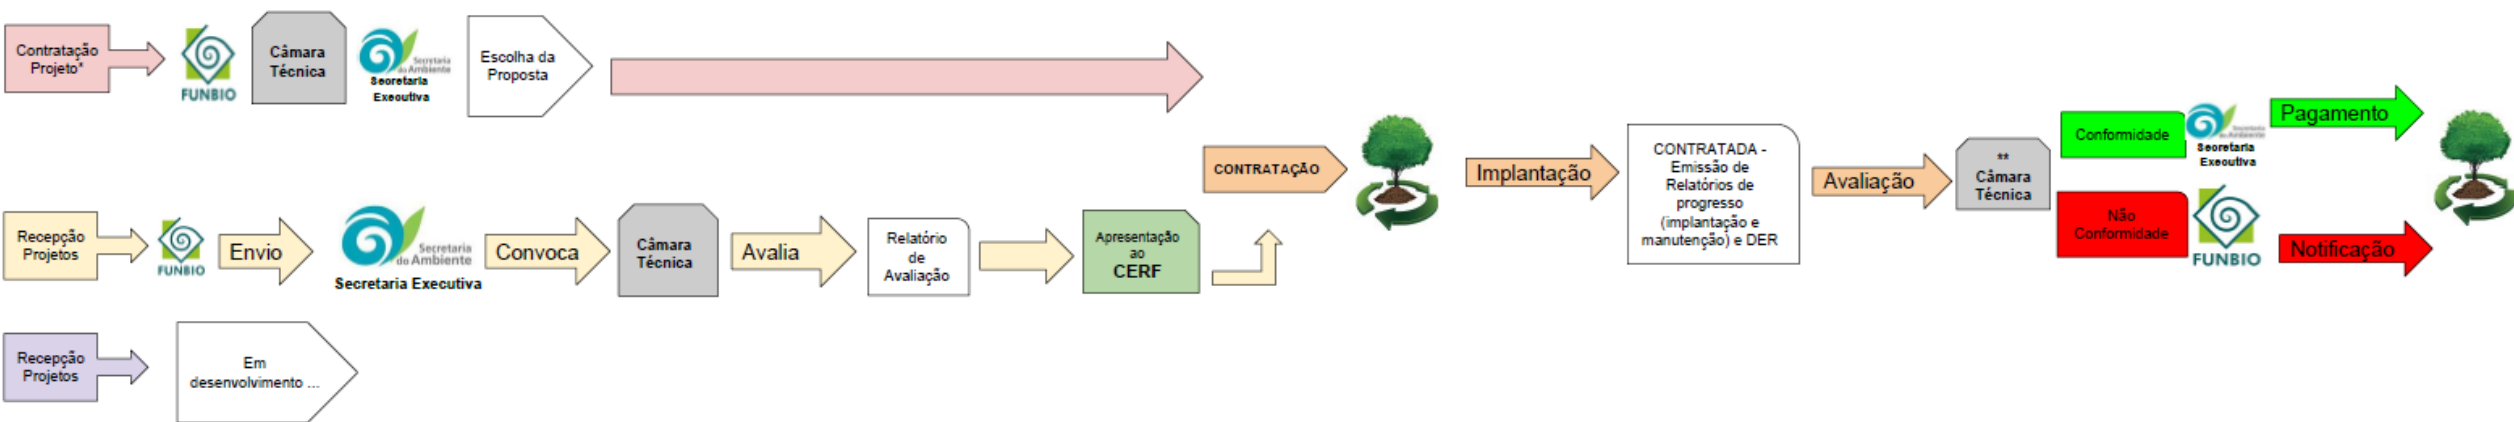 Contratação
Projeto*
FUNBIO
Câmara
Técnica
Secretaria
do Ambiente
Secretaria
Executiva
Escolha da
Proposta
Recepção
Projetos
FUNBIO
Envio
Secretaria
do Ambiente
Secretaria Executiva
Convoca
Câmara
Técnica
Avalia
Relatório
de
Avaliação
Apresentação
ao
CERF
CONTRATAÇÃO
Implantação
CONTRATADA -
Emissão de
Relatórios de
progresso
(implantação e
manutenção) e DER
Avaliação
**
Câmara
Técnica
Conformidade
Secretaria
do Ambiente
Secretaria
Executiva
Pagamento
Não
Conformidade
FUNBIO
Notificação
Recepção
Projetos
Em
desenvolvimento ...